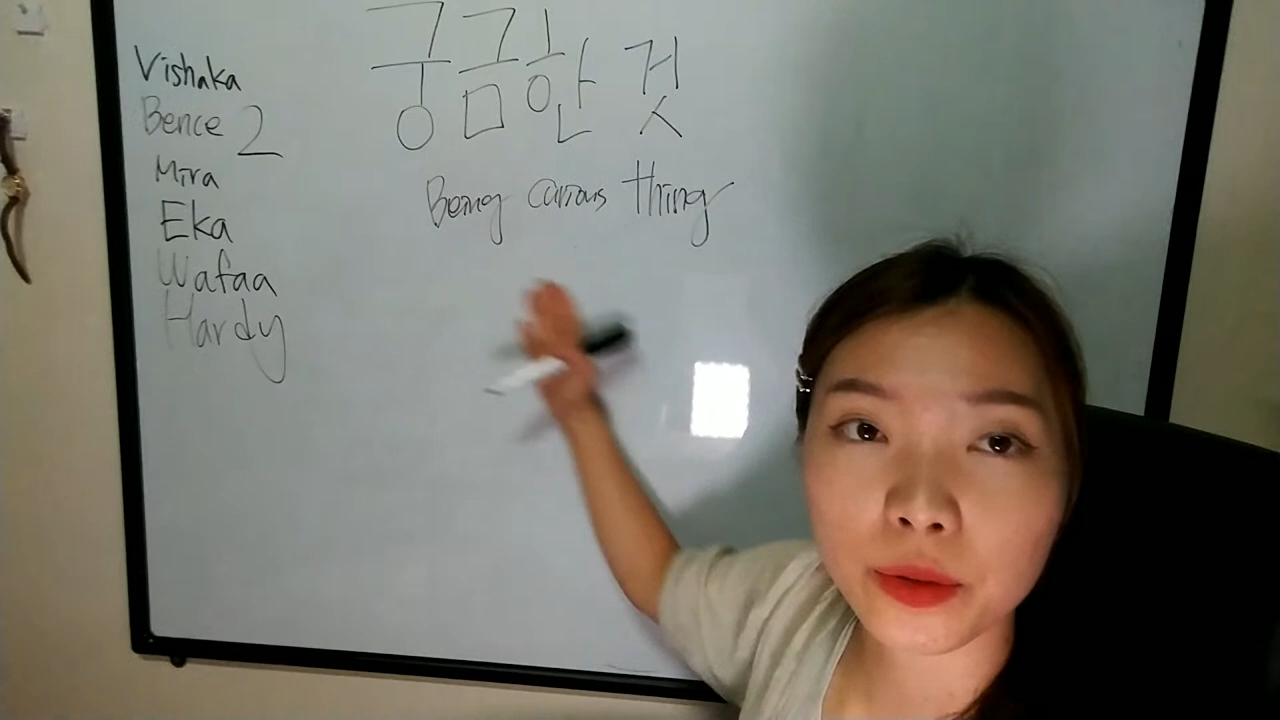 Vishaka
Bence 2
Mira
Eka
Wafaa
Hardy
궁금한 것
Being curious thing